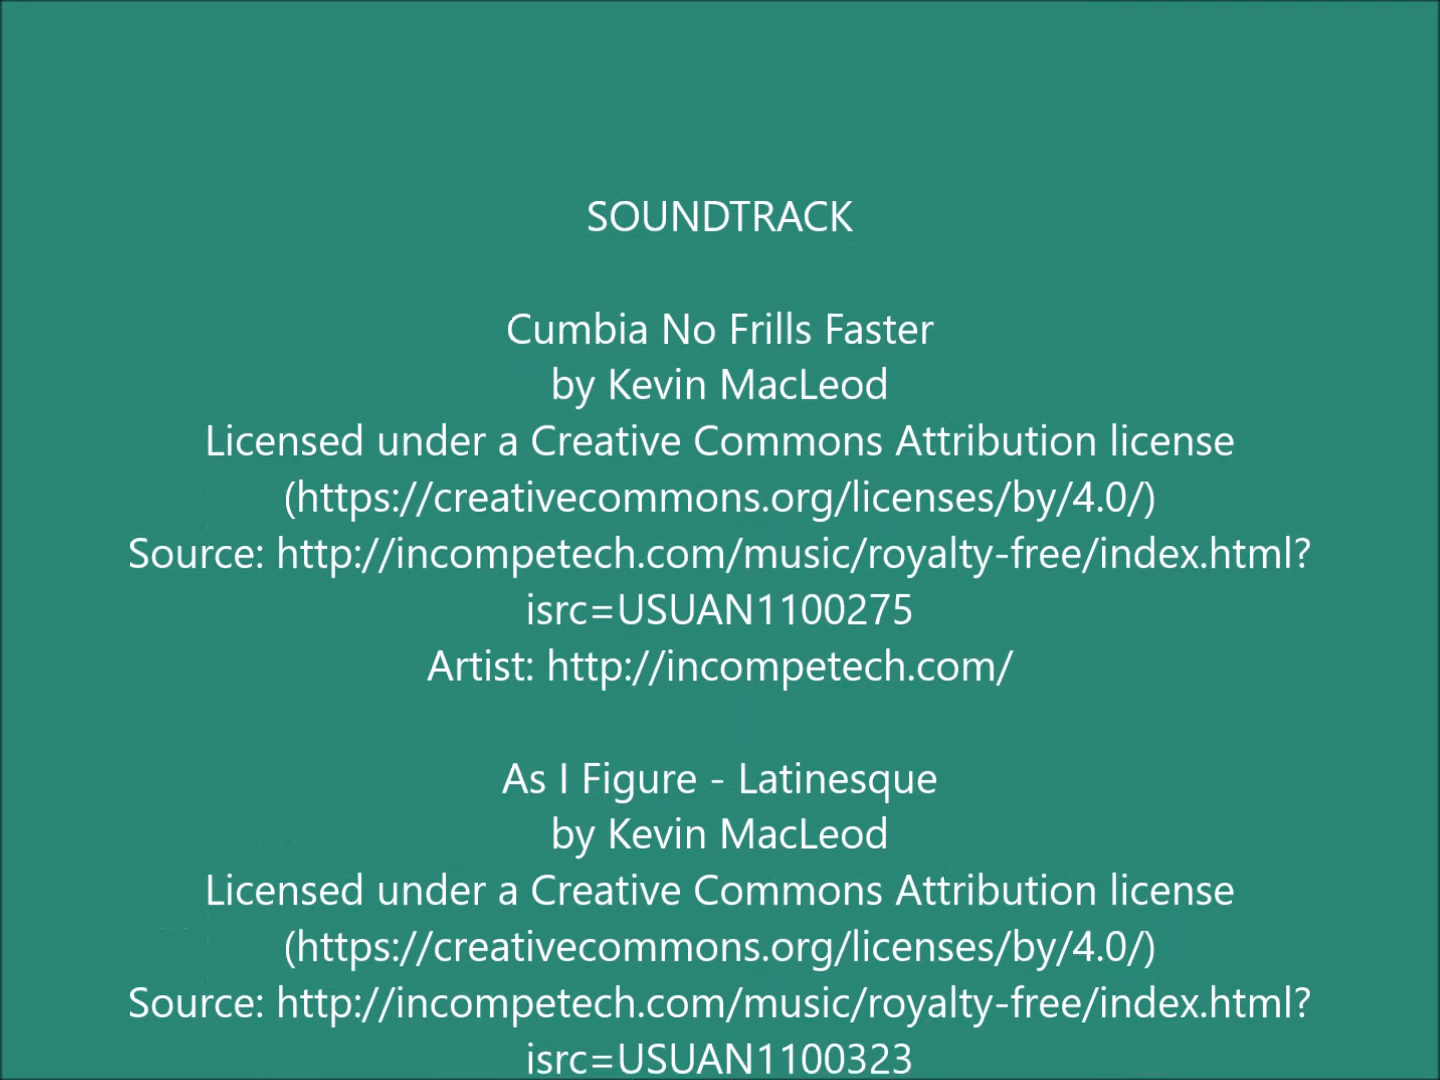 SOUNDTRACK
Cumbia No Frills Faster
by Kevin MacLeod
Licensed under a Creative Commons Attribution license
(https://creativecommons.org/licenses/by/4.0/)
Source: http://incompetech.com/music/royalty-free/index.html?
isrc=USUAN1100275
Artist: http://incompetech.com/
As I Figure - Latinesque
by Kevin MacLeod
Licensed under a Creative Commons Attribution license
(https://creativecommons.org/licenses/by/4.0/)
Source: http://incompetech.com/music/royalty-free/index.html?
isrc=USUAN1100323